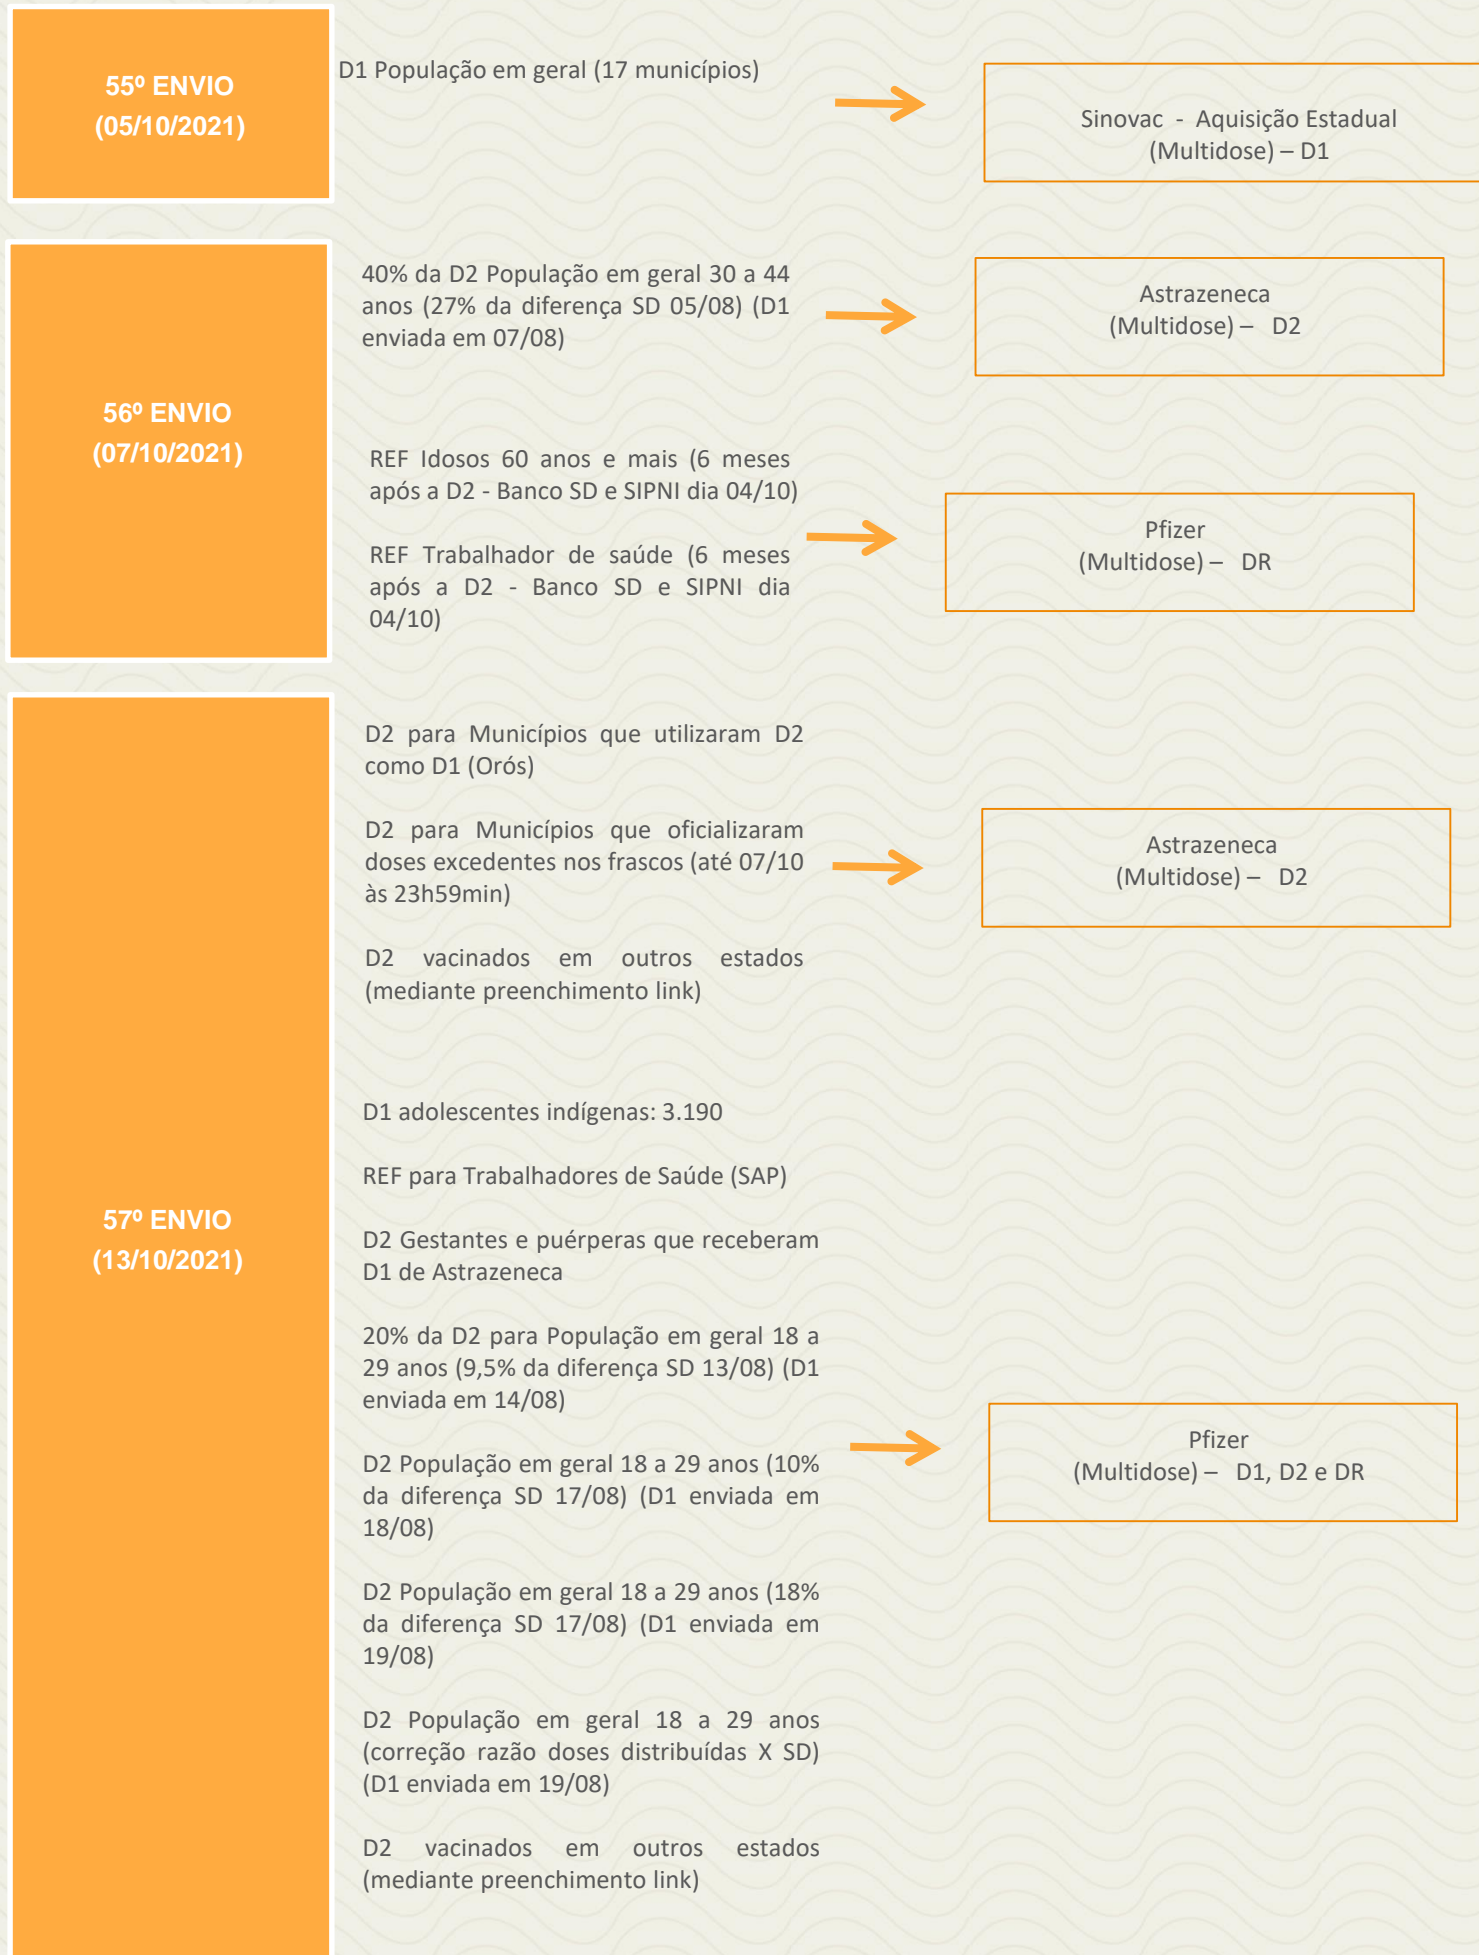 55º ENVIO
(05/10/2021)
D1 População em geral (17 municípios)
Sinovac - Aquisição Estadual
(Multidose) – D1
56º ENVIO
(07/10/2021)
40% da D2 População em geral 30 a 44
anos (27% da diferença SD 05/08) (D1
enviada em 07/08)
Astrazeneca
(Multidose) – D2
REF Idosos 60 anos e mais (6 meses
após a D2 - Banco SD e SIPNI dia 04/10)
REF Trabalhador de saúde (6 meses
após a D2 - Banco SD e SIPNI dia
04/10)
Pfizer
(Multidose) – DR
57º ENVIO
(13/10/2021)
D2 para Municípios que utilizaram D2
como D1 (Orós)
D2 para Municípios que oficializaram
doses excedentes nos frascos (até 07/10
às 23h59min)
D2 vacinados em outros estados
(mediante preenchimento link)
Astrazeneca
(Multidose) – D2
D1 adolescentes indígenas: 3.190
REF para Trabalhadores de Saúde (SAP)
D2 Gestantes e puérperas que receberam
D1 de Astrazeneca
20% da D2 para População em geral 18 a
29 anos (9,5% da diferença SD 13/08) (D1
enviada em 14/08)
D2 População em geral 18 a 29 anos (10%
da diferença SD 17/08) (D1 enviada em
18/08)
D2 População em geral 18 a 29 anos (18%
da diferença SD 17/08) (D1 enviada em
19/08)
D2 População em geral 18 a 29 anos
(correção razão doses distribuídas X SD)
(D1 enviada em 19/08)
D2 vacinados em outros estados
(mediante preenchimento link)
Pfizer
(Multidose) – D1, D2 e DR